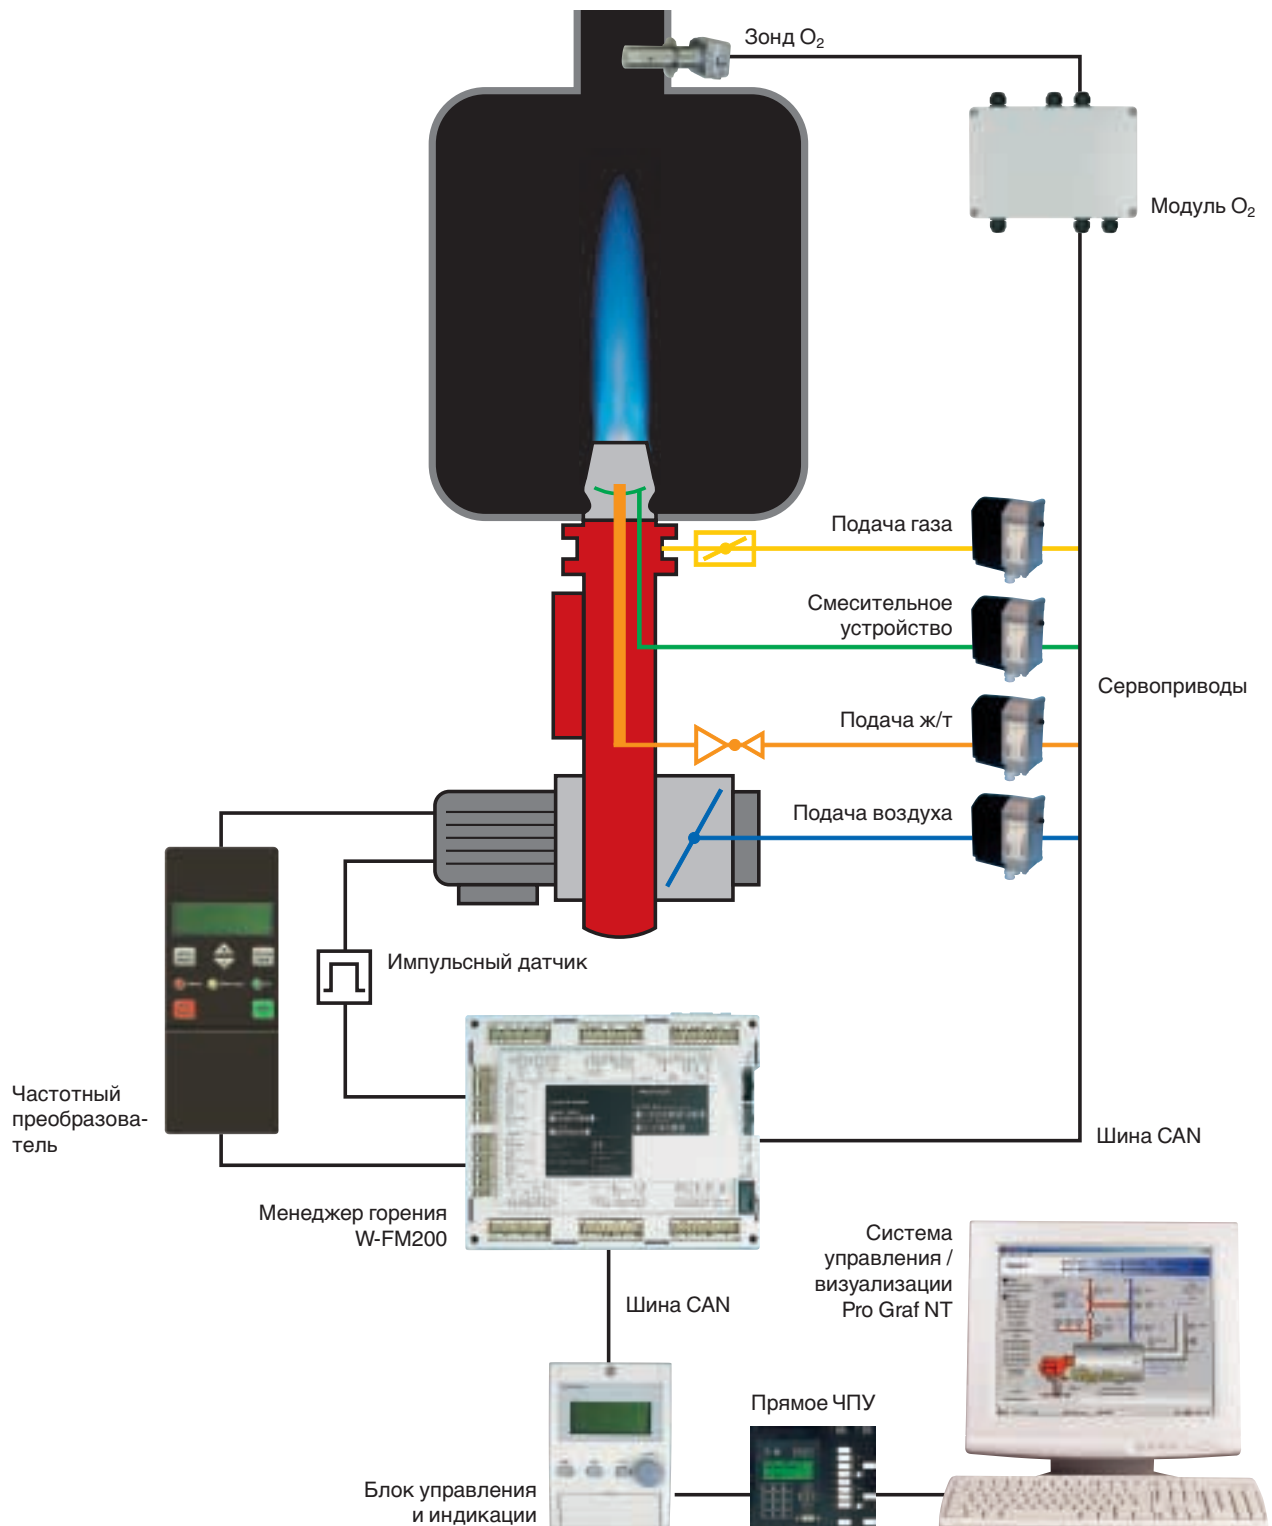 Зонд O₂
Модуль O₂
Подача газа
Смесительное
устройство
Сервоприводы
Подача ж/т
Подача воздуха
Импульсный датчик
Частотный
преобразова-
тель
Шина CAN
Менеджер горения
W-FM200
Система
управления /
визуализации
Pro Graf NT
Шина CAN
Прямое ЧПУ
Блок управления
и индикации